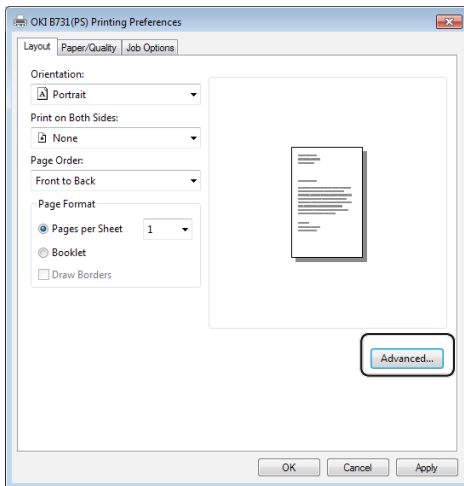 OKI B731(PS) Printing Preferences
Layout Paper/Quality Job Options
Orientation:
A Portrait
Print on Both Sides:
None
Page Order:
Front to Back
Page Format
Pages per Sheet 1
Booklet
Draw Borders
Advanced...
OK Cancel Apply